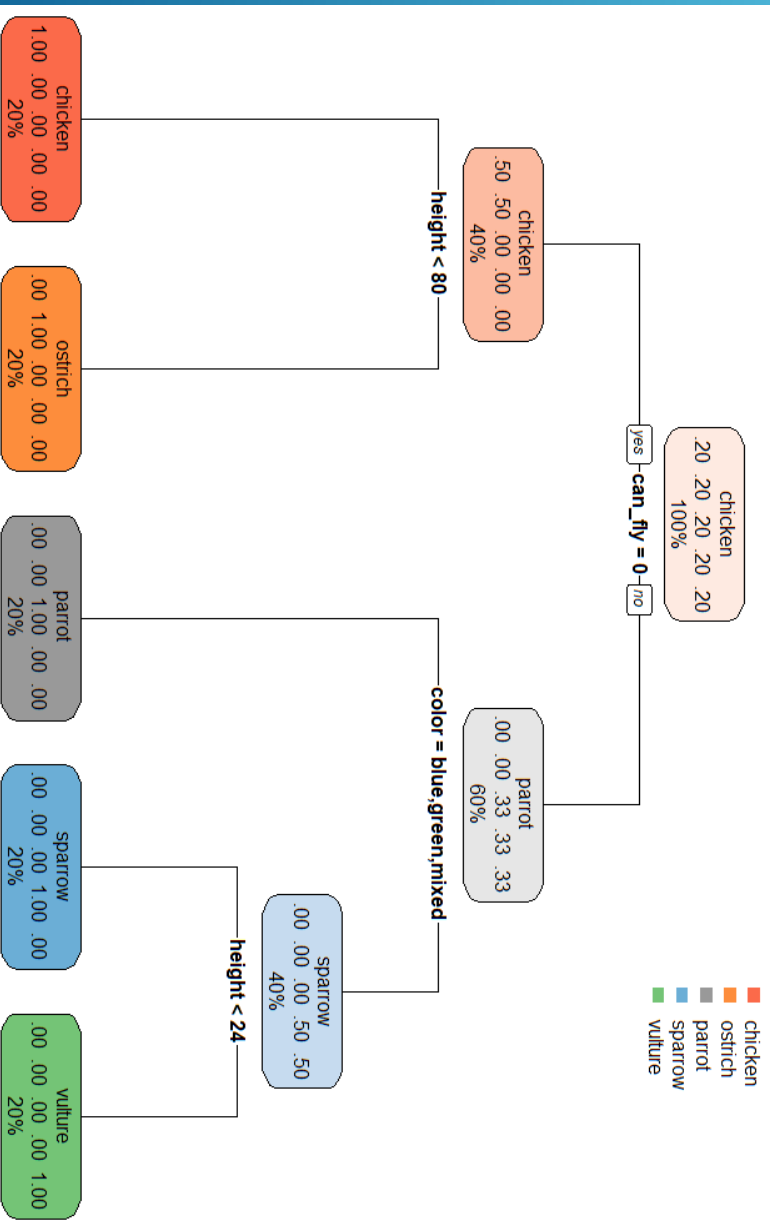 chicken
ostrich
parrot
sparrow
vulture
chicken
.20 .20 .20 .20 .20
100%
yes
can_fly = 0
no
chicken
.50 .50 .00 .00 .00
40%
parrot
.00 .00 .33 .33 .33
60%
height < 80
color = blue,green,mixed
sparrow
.00 .00 .00 .50 .50
40%
height < 24
chicken
1.00 .00 .00 .00 .00
20%
ostrich
.00 1.00 .00 .00 .00
20%
parrot
.00 .00 1.00 .00 .00
20%
sparrow
.00 .00 .00 1.00 .00
20%
vulture
.00 .00 .00 .00 1.00
20%